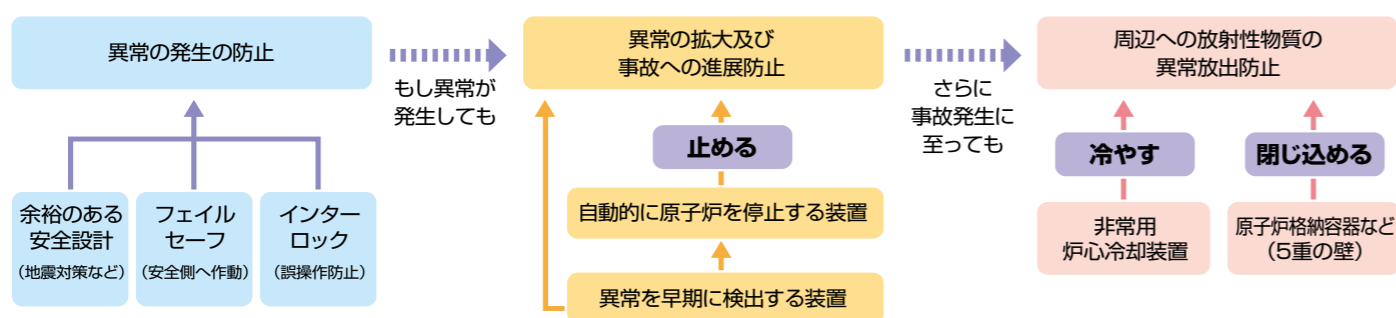 異常の発生の防止
余裕のある
安全設計
(地震対策など)
フェイル
セーフ
(安全側へ作動)
インター
ロック
(誤操作防止)
もし異常が
発生しても
異常の拡大及び
事故への進展防止
止める
自動的に原子炉を停止する装置
異常を早期に検出する装置
さらに
事故発生に
至っても
周辺への放射性物質の
異常放出防止
冷やす
非常用
炉心冷却装置
閉じ込める
原子炉格納容器など
(5重の壁)